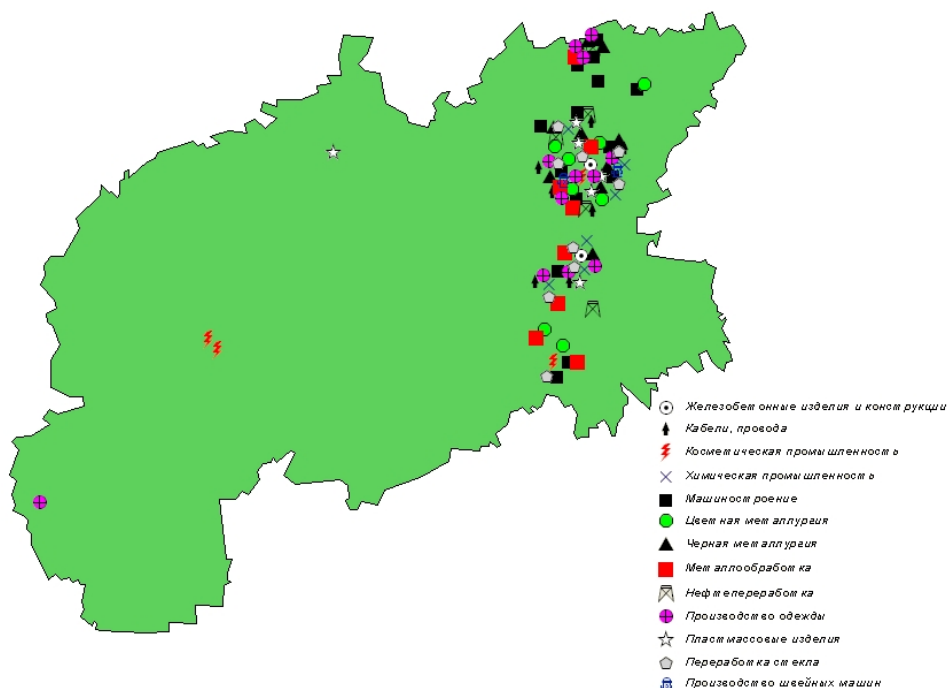 Железобетонные изделия и конструкции
Кабели, провода
Косметическая промышленность
Химическая промышленность
Машиностроение
Цветная металлургия
Черная металлургия
Металлообработка
Нефтепереработка
Производство одежды
Пластмассовые изделия
Переработка стекла
Производство швейных машин